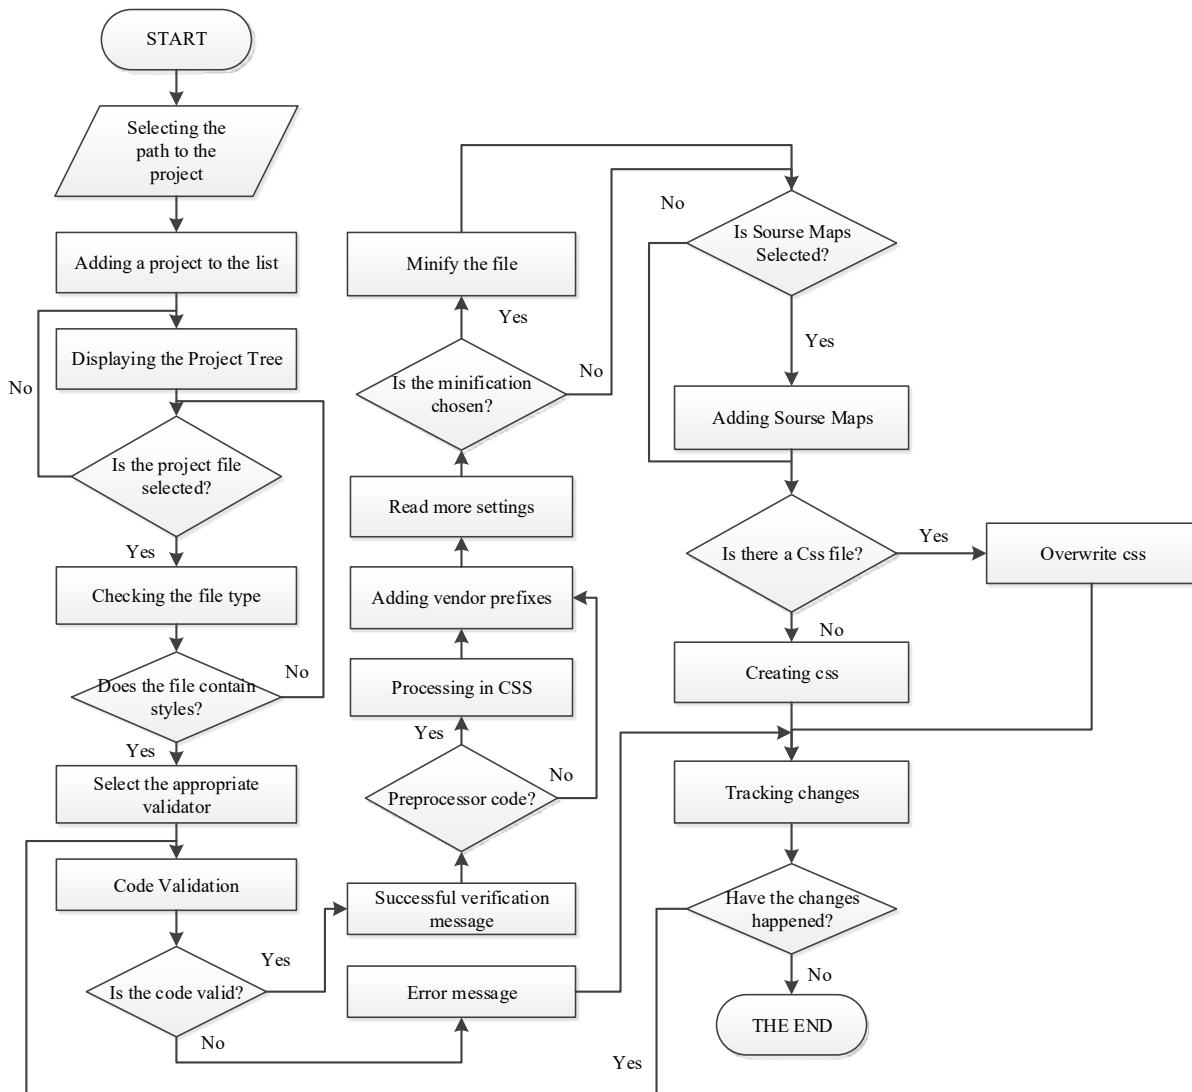 START
Selecting the
path to the
project
Adding a project to the list
Displaying the Project Tree
No
Is the project file
selected?
Yes
Checking the file type
No
Does the file contain
styles?
Yes
Select the appropriate
validator
Code Validation
Yes
Is the code valid?
No
Minify the file
Yes
Is the minification
chosen?
No
Read more settings
Adding vendor prefixes
Processing in CSS
Yes
No
Preprocessor code?
Successful verification
message
Error message
No
Is Sourse Maps
Selected?
Yes
Adding Sourse Maps
Is there a Css file?
Yes
Overwrite css
No
Creating css
Tracking changes
Have the changes
happened?
No
THE END
Yes